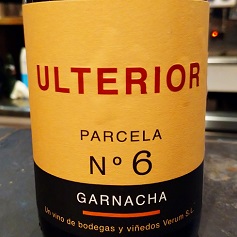 ULTERIOR
PARCELA
Nº 6
GARNACHA
Un vino de bodegas y viñedos Verum S.L.